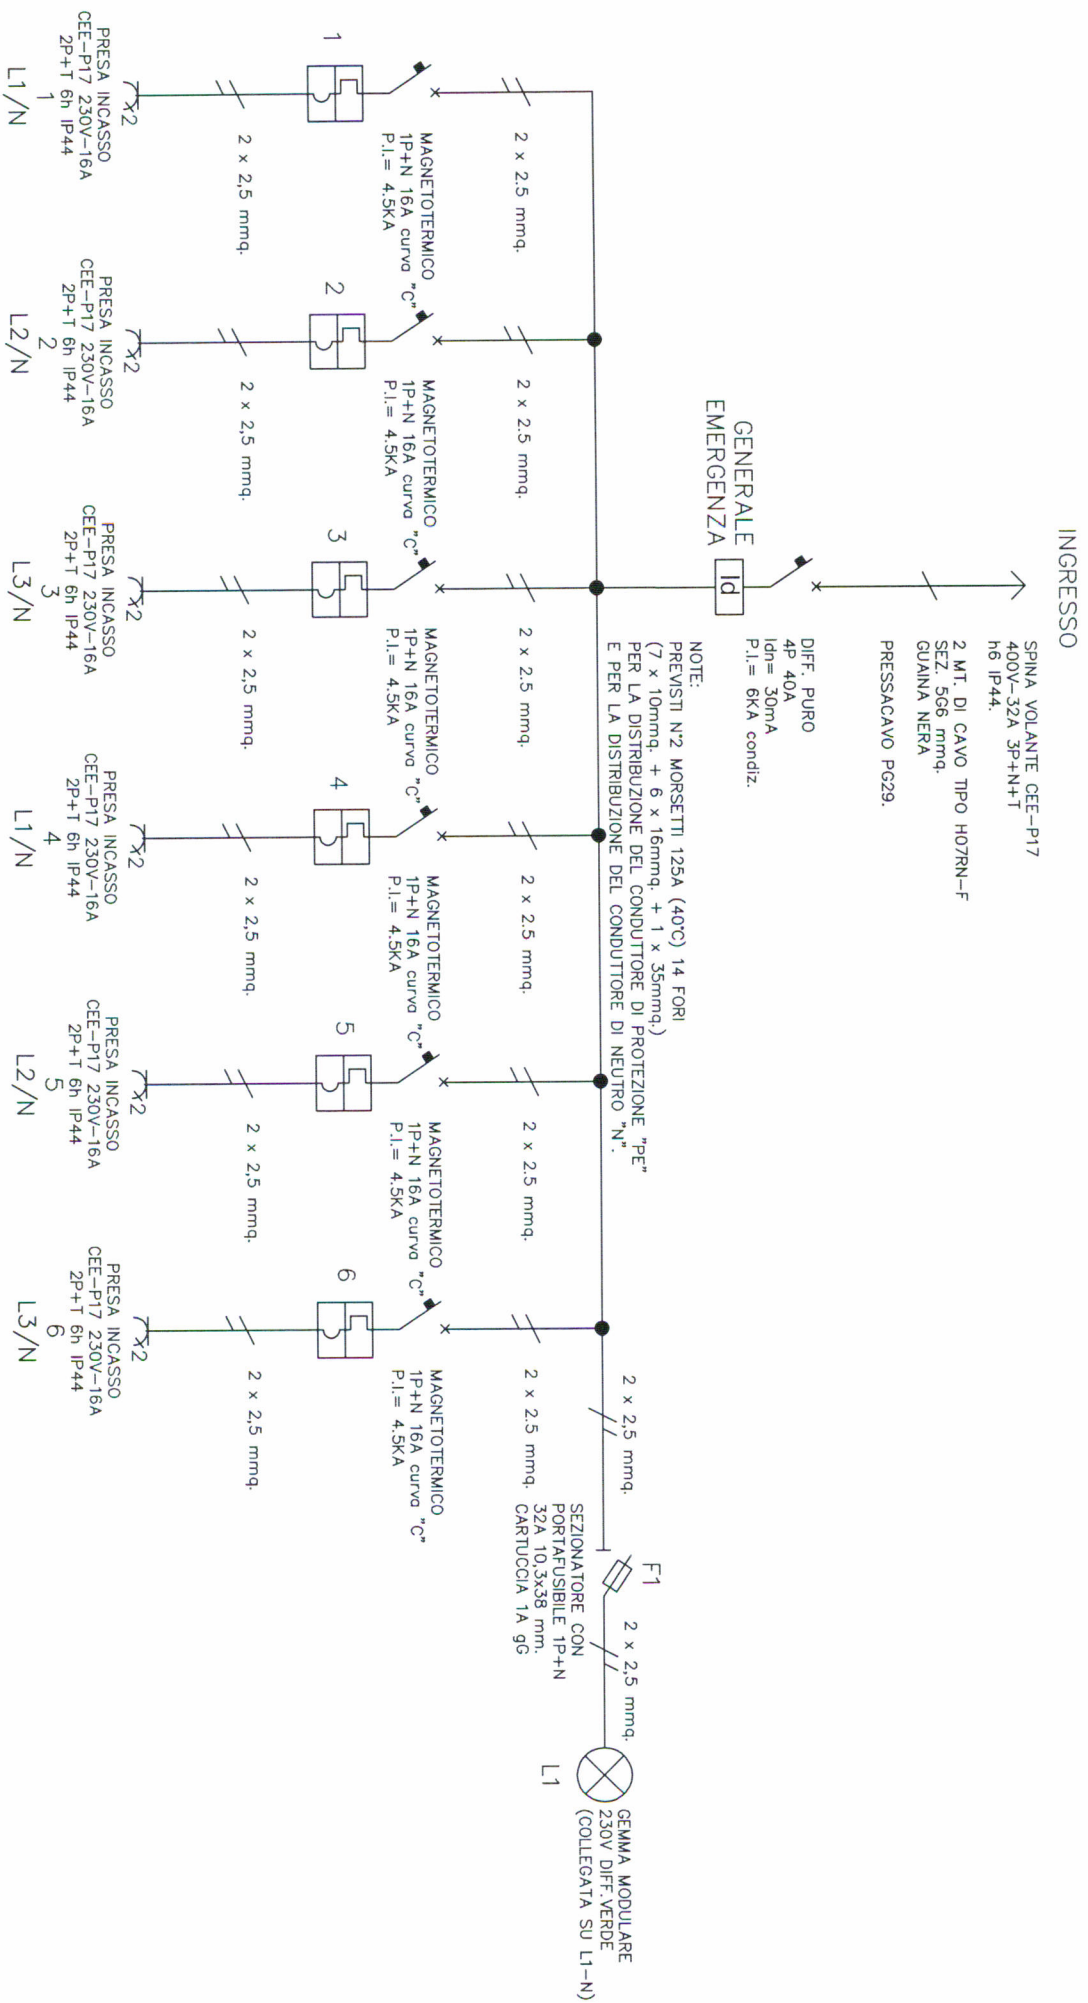 INGRESSO
SPINA VOLANTE CEE-P17
400V-32A 3P+N+T
h6 IP44.
2 MT. DI CAVO TIPO H07RN-F
SEZ. 5G6 mmq.
GUAINA NERA
PRESSACAVO PG29.
GENERALE
EMERGENZA
Id
DIFF. PURO
4P 40A
Idn= 30mA
P.I.= 6KA condiz.
NOTE:
PREVISTI N°2 MORSETTI 125A (40°C) 14 FORI
(7 x 10mmq. + 6 x 16mmq. + 1 x 35mmq.)
PER LA DISTRIBUZIONE DEL CONDUTTORE DI PROTEZIONE "PE"
E PER LA DISTRIBUZIONE DEL CONDUTTORE DI NEUTRO "N".
2 x 2,5 mmq.
F1
SEZIONATORE CON
PORTAFUSIBILE 1P+N
32A 10,3x38 mm.
CARTUCCIA 1A gG
2 x 2,5 mmq.
L1
GEMMA MODULARE
230V DIFF.VERDE
(COLLEGATA SU L1-N)
2 x 2.5 mmq.
MAGNETOTERMICO
1P+N 16A curva "C"
P.I.= 4.5KA
1
2 x 2,5 mmq.
x2
PRESA INCASSO
CEE-P17 230V-16A
2P+T 6h IP44
1
L1/N
2 x 2.5 mmq.
MAGNETOTERMICO
1P+N 16A curva "C"
P.I.= 4.5KA
2
2 x 2,5 mmq.
x2
PRESA INCASSO
CEE-P17 230V-16A
2P+T 6h IP44
2
L2/N
2 x 2.5 mmq.
MAGNETOTERMICO
1P+N 16A curva "C"
P.I.= 4.5KA
3
2 x 2,5 mmq.
x2
PRESA INCASSO
CEE-P17 230V-16A
2P+T 6h IP44
3
L3/N
2 x 2.5 mmq.
MAGNETOTERMICO
1P+N 16A curva "C"
P.I.= 4.5KA
4
2 x 2,5 mmq.
x2
PRESA INCASSO
CEE-P17 230V-16A
2P+T 6h IP44
4
L1/N
2 x 2.5 mmq.
MAGNETOTERMICO
1P+N 16A curva "C"
P.I.= 4.5KA
5
2 x 2,5 mmq.
x2
PRESA INCASSO
CEE-P17 230V-16A
2P+T 6h IP44
5
L2/N
2 x 2.5 mmq.
MAGNETOTERMICO
1P+N 16A curva "C"
P.I.= 4.5KA
6
2 x 2,5 mmq.
x2
PRESA INCASSO
CEE-P17 230V-16A
2P+T 6h IP44
6
L3/N